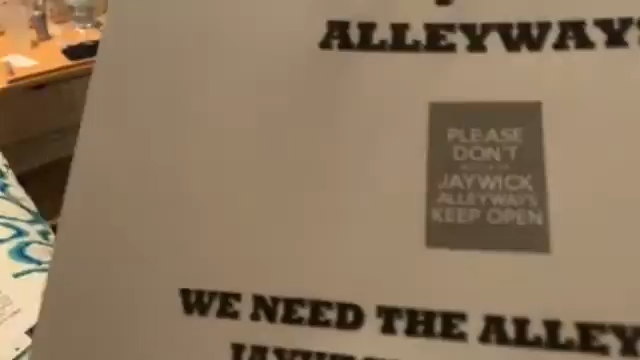 ALLEYWAYS
PLEASE
DON'T
JAYWICK
ALLEYWAYS
KEEP OPEN
WE NEED THE ALLEY